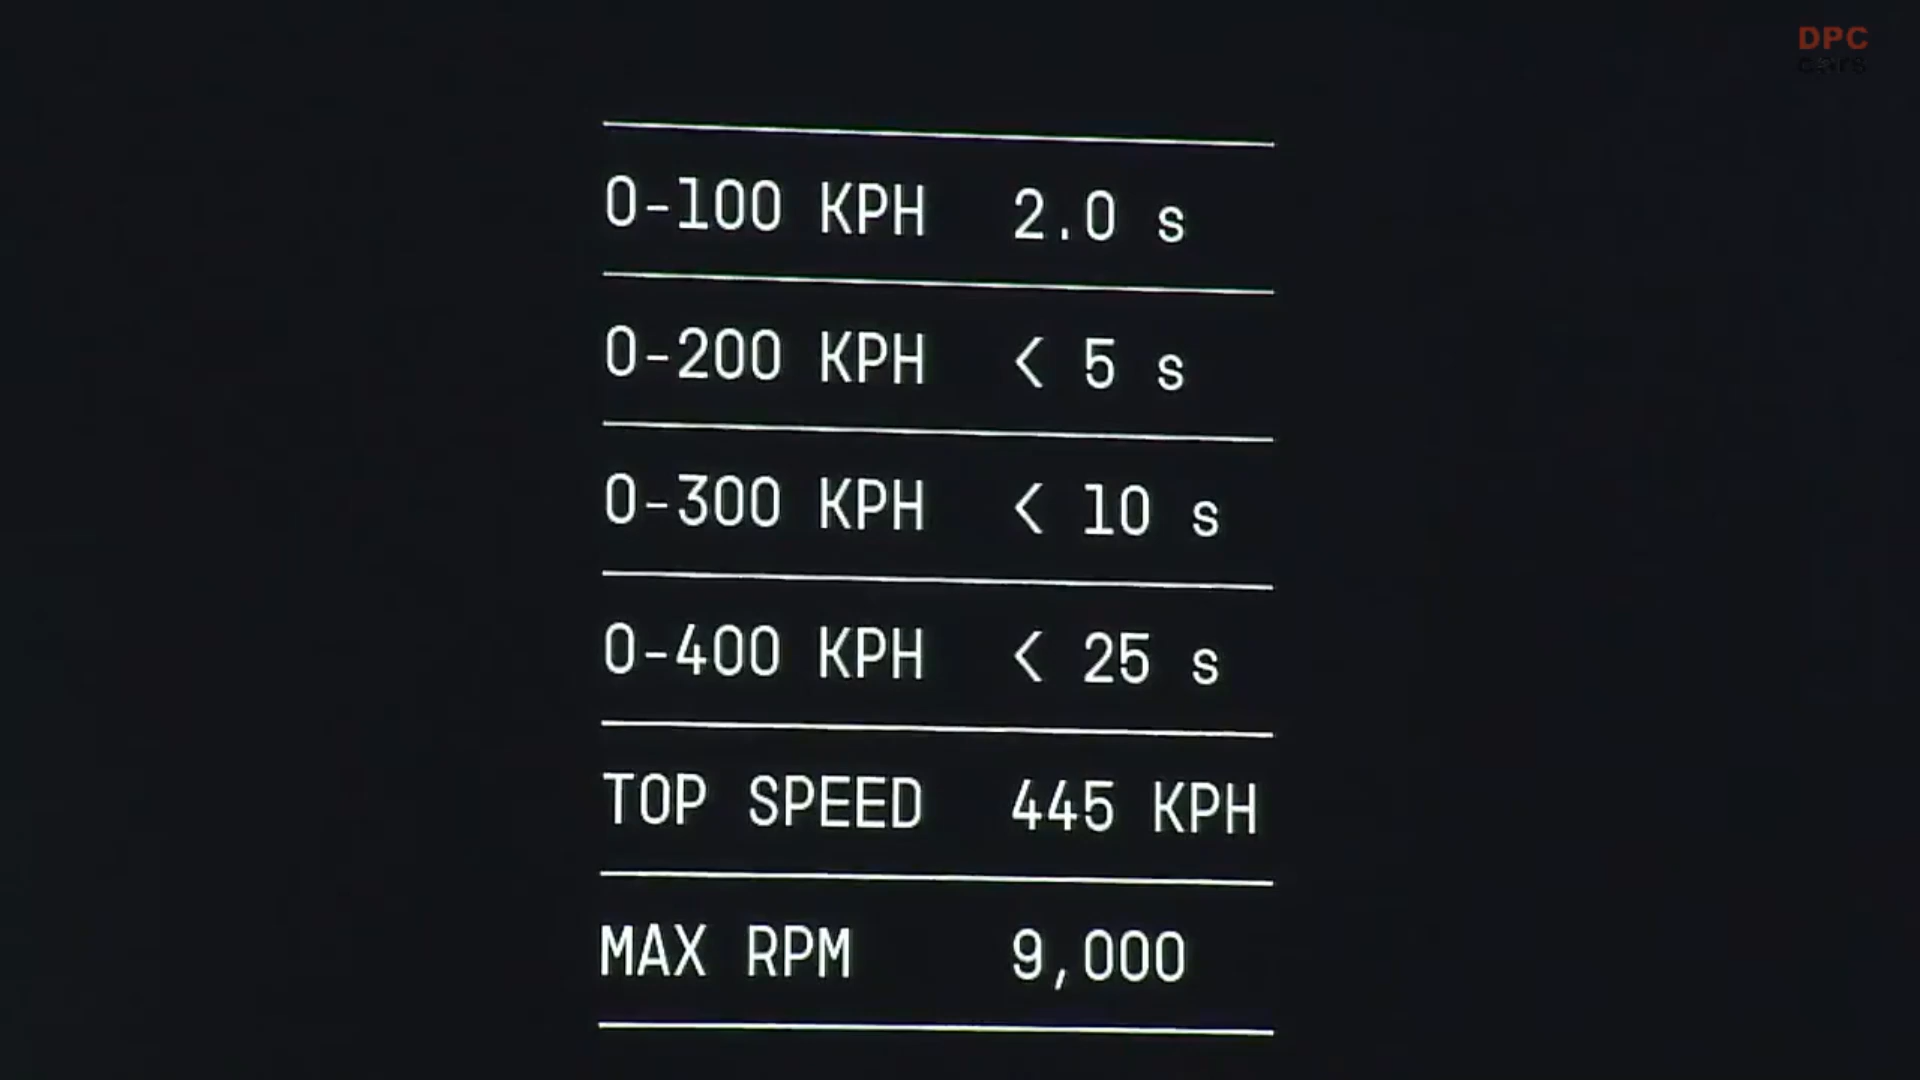 DPC
cars
0-100 KPH 2.0 s
0-200 KPH < 5 s
0-300 KPH < 10 s
0-400 KPH < 25 s
TOP SPEED 445 KPH
MAX RPM 9,000